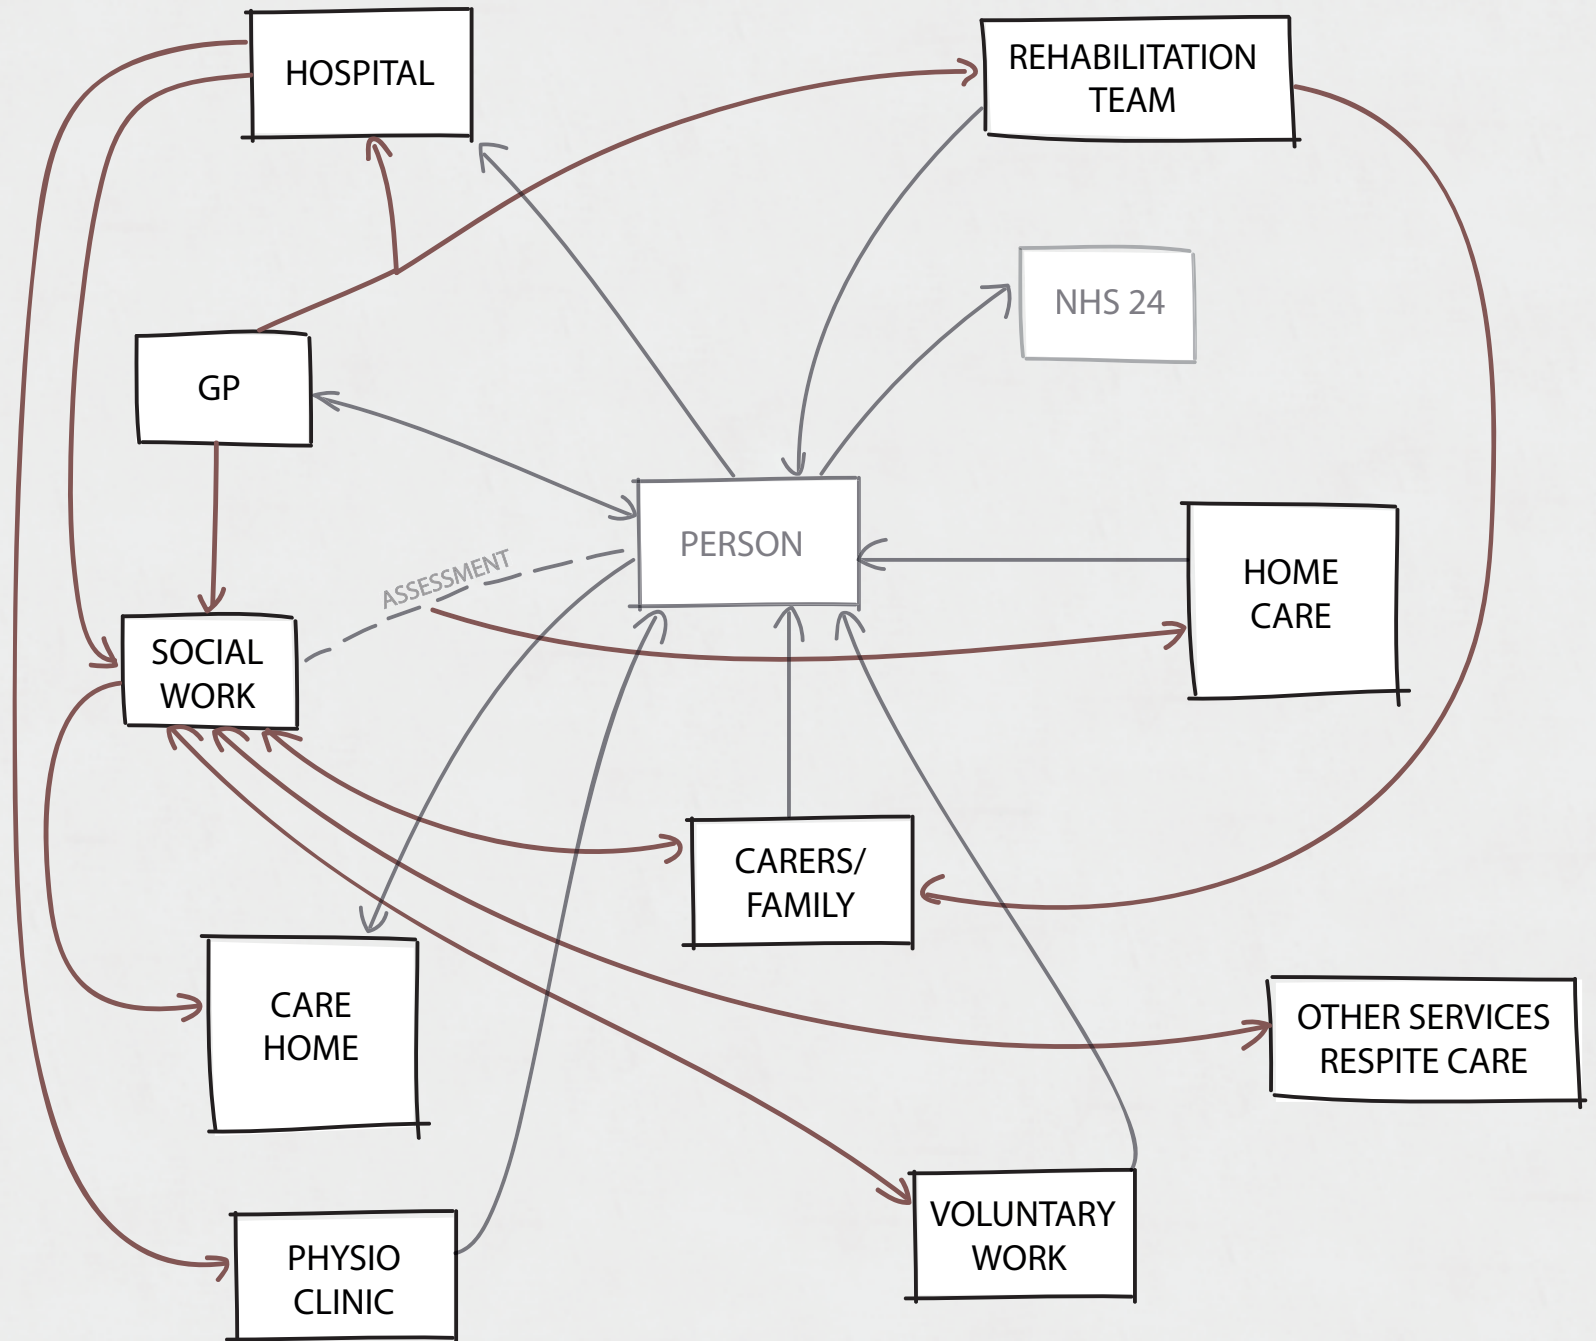 HOSPITAL
REHABILITATION
TEAM
NHS 24
GP
PERSON
ASSESSMENT
HOME
CARE
SOCIAL
WORK
CARERS/
FAMILY
CARE
HOME
OTHER SERVICES
RESPITE CARE
VOLUNTARY
WORK
PHYSIO
CLINIC